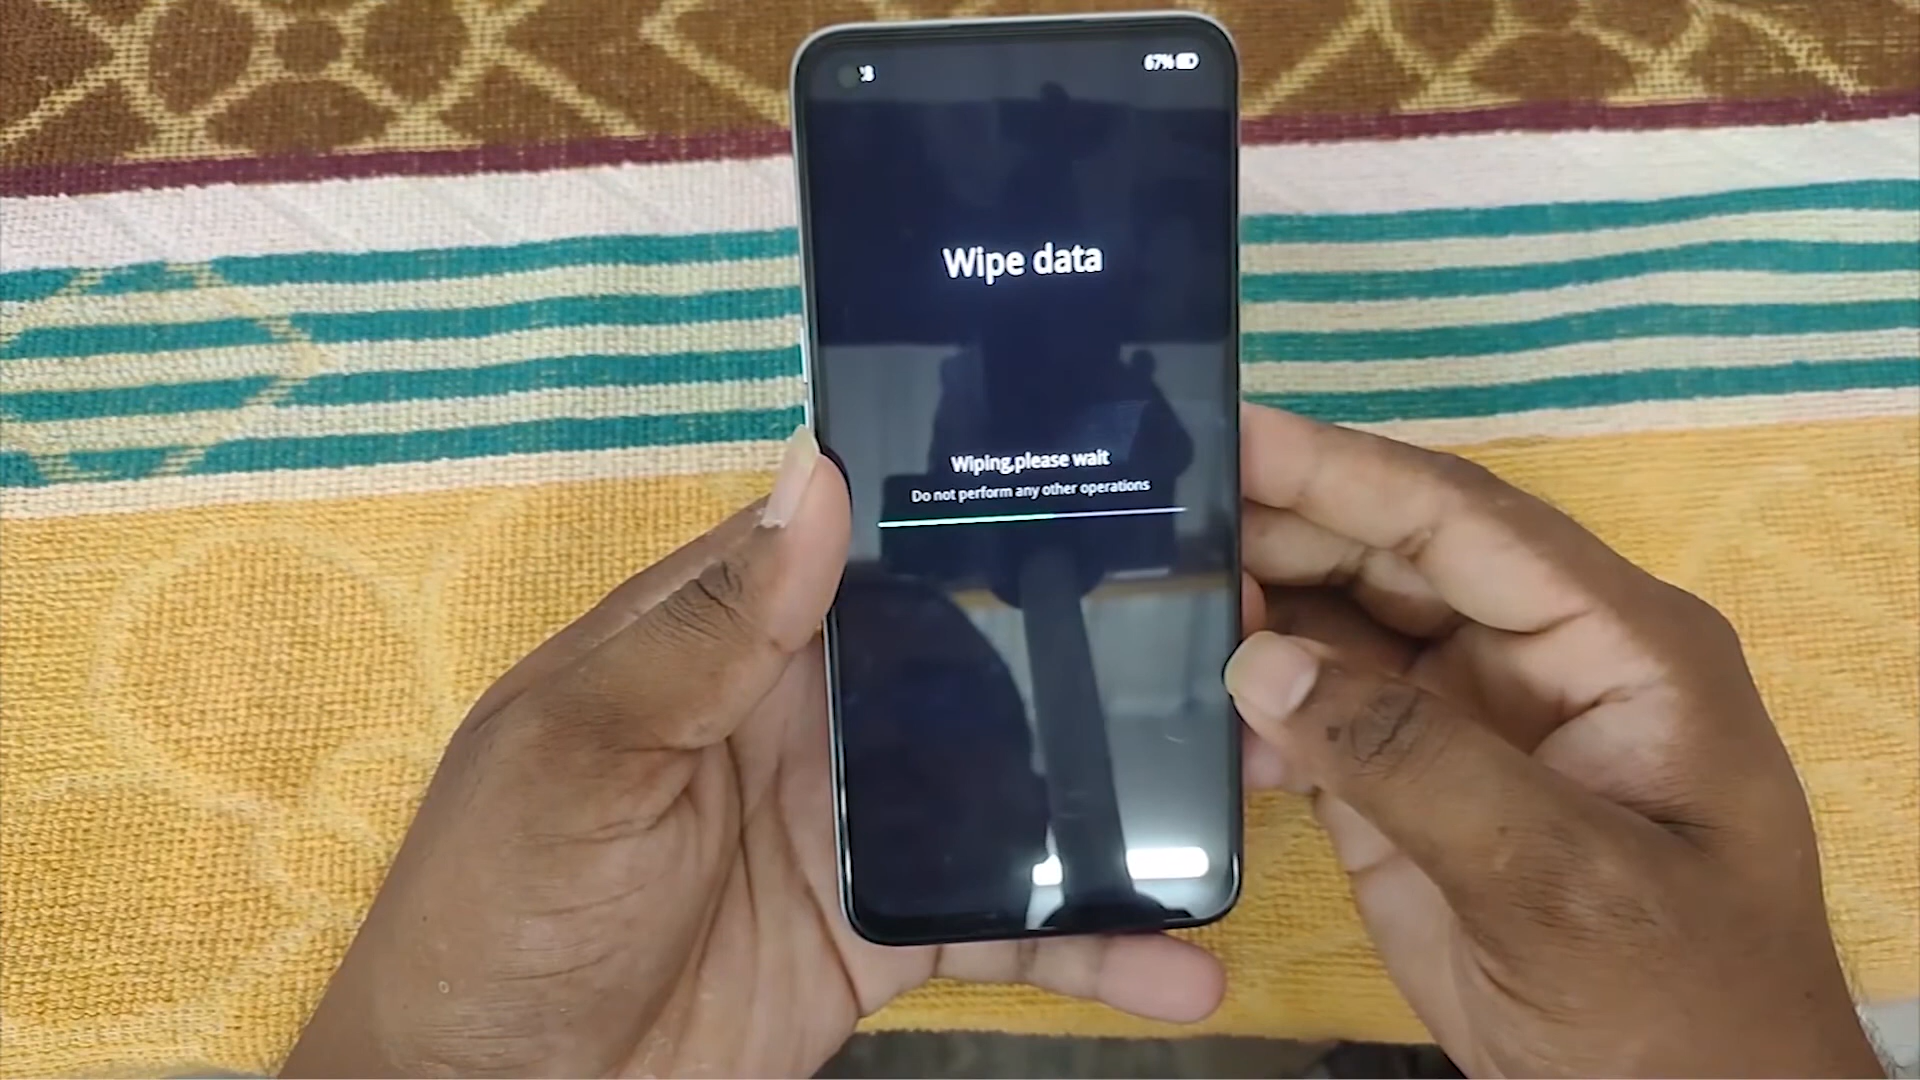 67%
Wipe data
Wiping,please wait
Do not perform any other operations